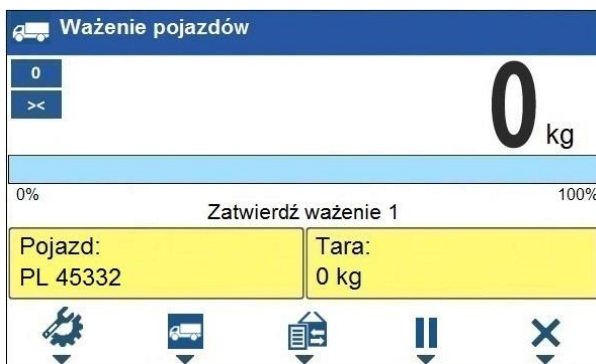 Ważenie pojazdów
0
><
0 kg
0% 100%
Zatwierdź ważenie 1
Pojazd:
PL 45332
Tara:
0 kg